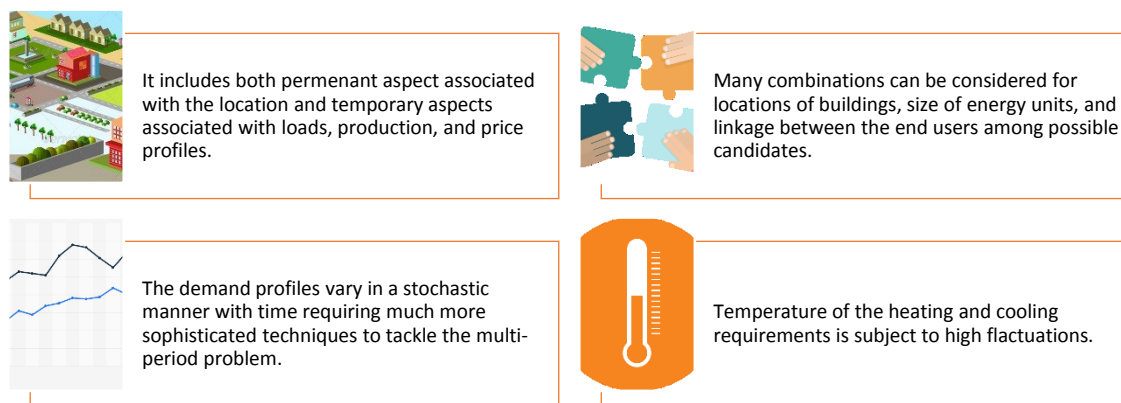 It includes both permenant aspect associated
with the location and temporary aspects
associated with loads, production, and price
profiles.
Many combinations can be considered for
locations of buildings, size of energy units, and
linkage between the end users among possible
candidates.
The demand profiles vary in a stochastic
manner with time requiring much more
sophisticated techniques to tackle the multi-
period problem.
Temperature of the heating and cooling
requirements is subject to high flactuations.